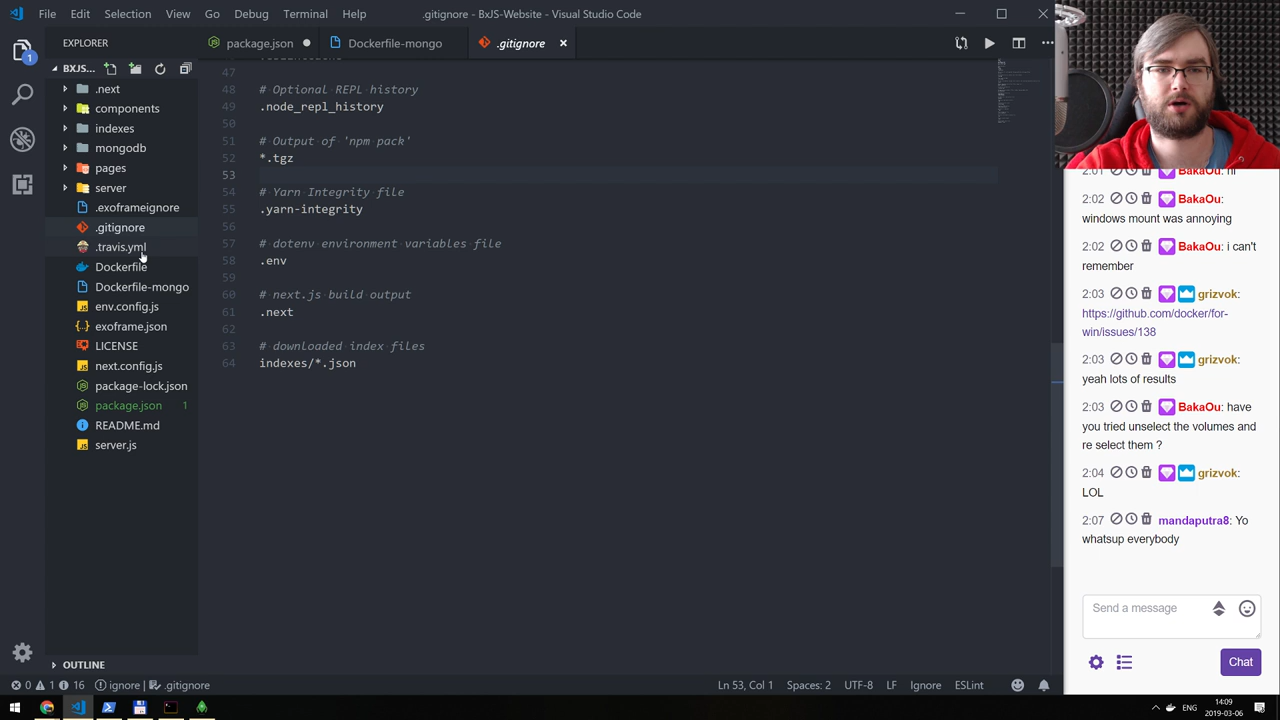 File Edit Selection View Go Debug Terminal Help .gitignore - BxJS-Website - Visual Studio Code
EXPLORER
package.json
Dockerfile-mongo
.gitignore
BXJS...
.next
components
indexes
mongodb
pages
server
.exoframeignore
.gitignore
.travis.yml
Dockerfile
Dockerfile-mongo
env.config.js
exoframe.json
LICENSE
next.config.js
package-lock.json
package.json 1
README.md
server.js
OUTLINE
47
48 # Optional REPL history
49 .node_repl_history
50
51 # Output of 'npm pack'
52 *.tgz
53
54 # Yarn Integrity file
55 .yarn-integrity
56
57 # dotenv environment variables file
58 .env
59
60 # next.js build output
61 .next
62
63 # downloaded index files
64 indexes/*.json
2:01 BakaOu: hi
2:02 BakaOu:
windows mount was annoying
2:02 BakaOu: i can't
remember
2:03 grizvok:
https://github.com/docker/for-
win/issues/138
2:03 grizvok:
yeah lots of results
2:03 BakaOu: have
you tried unselect the volumes and
re select them ?
2:04 grizvok:
LOL
2:07 mandaputra8: Yo
whatsup everybody
Send a message
Chat
0 1 16 ignore .gitignore
Ln 53, Col 1 Spaces: 2 UTF-8 LF Ignore ESLint
ENG
14:09
2019-03-06